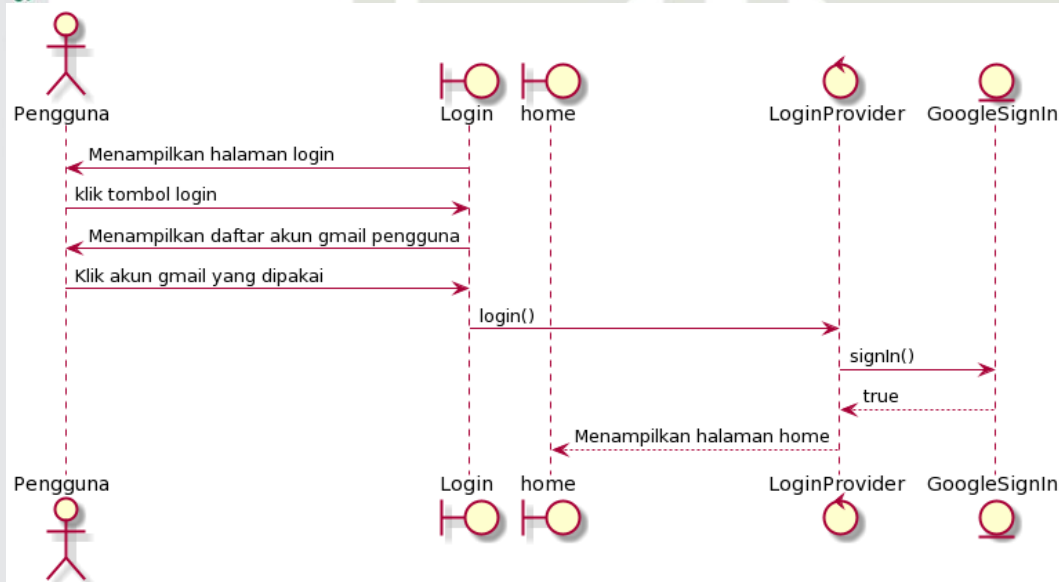 Pengguna
Login
home
LoginProvider
GoogleSignIn
Menampilkan halaman login
klik tombol login
Menampilkan daftar akun gmail pengguna
Klik akun gmail yang dipakai
login()
signIn()
true
Menampilkan halaman home
Pengguna
Login
home
LoginProvider
GoogleSignIn